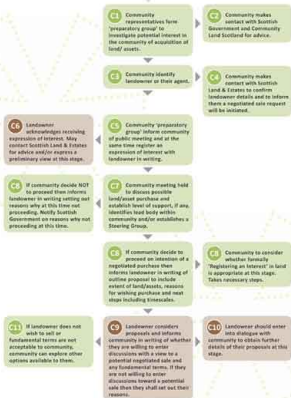 C1 Community
representatives form
'preparatory group' to
investigate potential interest in
the community of acquisition of
land/ assets.
C2 Community makes
contact with Scottish
Government and Community
Land Scotland for advice.
C3 Community identify
landowner or their agent.
C4 Community makes
contact with Scottish
Land & Estates to confirm
landowner details and to inform
them a negotiated sale request
will be initiated.
C6 Landowner
acknowledges receiving
expression of interest. May
contact Scottish Land & Estates
for advice and/or express a
preliminary view at this stage.
C5 Community 'preparatory
group' inform community
of public meeting and at the
same time register an
expression of interest with
landowner in writing.
C8 If community decide NOT
to proceed then informs
landowner in writing setting out
reasons why at this time not
proceeding. Notify Scottish
Government on reasons why not
proceeding at this time.
C7 Community meeting held
to discuss possible
land/asset purchase and
establish level of support, if any.
Identifies lead body within
community and/or establishes a
Steering Group.
If community decide to
proceed on intention of a
negotiated purchase then
informs landowner in writing of
outline proposal to include
extent of land/assets, reasons
for wishing purchase and next
steps including timescales.
Community to consider
whether formally
'Registering an Interest' in land
is appropriate at this stage.
Takes necessary steps.
C11 If landowner does not
wish to sell or
fundamental terms are not
acceptable to community,
community can explore other
options available to them.
C9 Landowner considers
proposals and informs
community in writing of whether
they are willing to enter
discussions with a view to a
potential negotiated sale and
any fundamental terms. If they
are not willing to enter
discussions toward a potential
sale then they shall set out their
reasons.
C10 Landowner should enter
into dialogue with
community to obtain further
details of their proposals at this
stage.